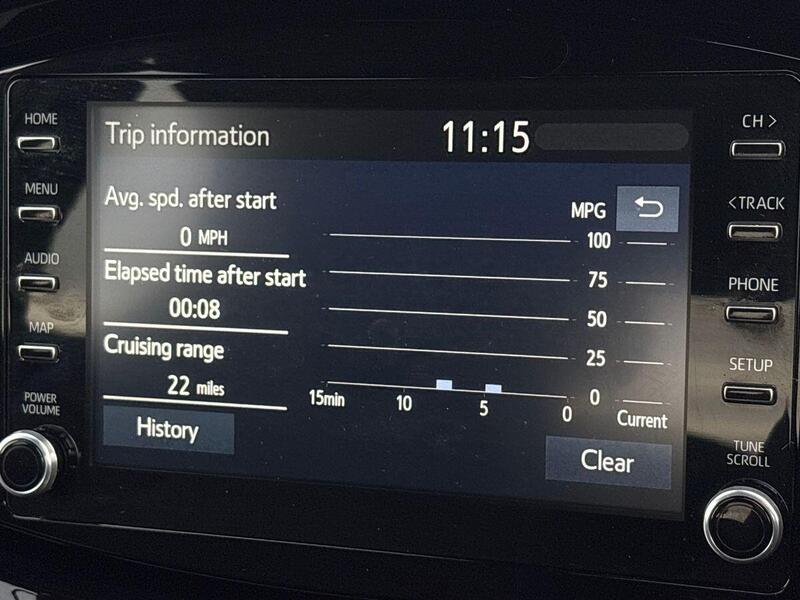 HOME
MENU
AUDIO
MAP
POWER
VOLUME
Trip information
11:15
Avg. spd. after start
0 MPH
Elapsed time after start
00:08
Cruising range
22 miles
History
MPG
100
75
50
25
0
15min 10 5 0 Current
Clear
CH >
< TRACK
PHONE
SETUP
TUNE
SCROLL